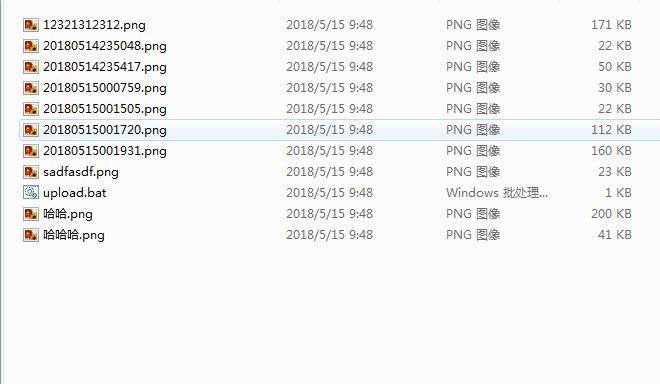 12321312312.png 2018/5/15 9:48 PNG 图像 171 KB
20180514235048.png 2018/5/15 9:48 PNG 图像 22 KB
20180514235417.png 2018/5/15 9:48 PNG 图像 50 KB
20180515000759.png 2018/5/15 9:48 PNG 图像 30 KB
20180515001505.png 2018/5/15 9:48 PNG 图像 22 KB
20180515001720.png 2018/5/15 9:48 PNG 图像 112 KB
20180515001931.png 2018/5/15 9:48 PNG 图像 160 KB
sadfasdf.png 2018/5/15 9:48 PNG 图像 23 KB
upload.bat 2018/5/15 9:48 Windows 批处理... 1 KB
哈哈.png 2018/5/15 9:48 PNG 图像 200 KB
哈哈哈.png 2018/5/15 9:48 PNG 图像 41 KB